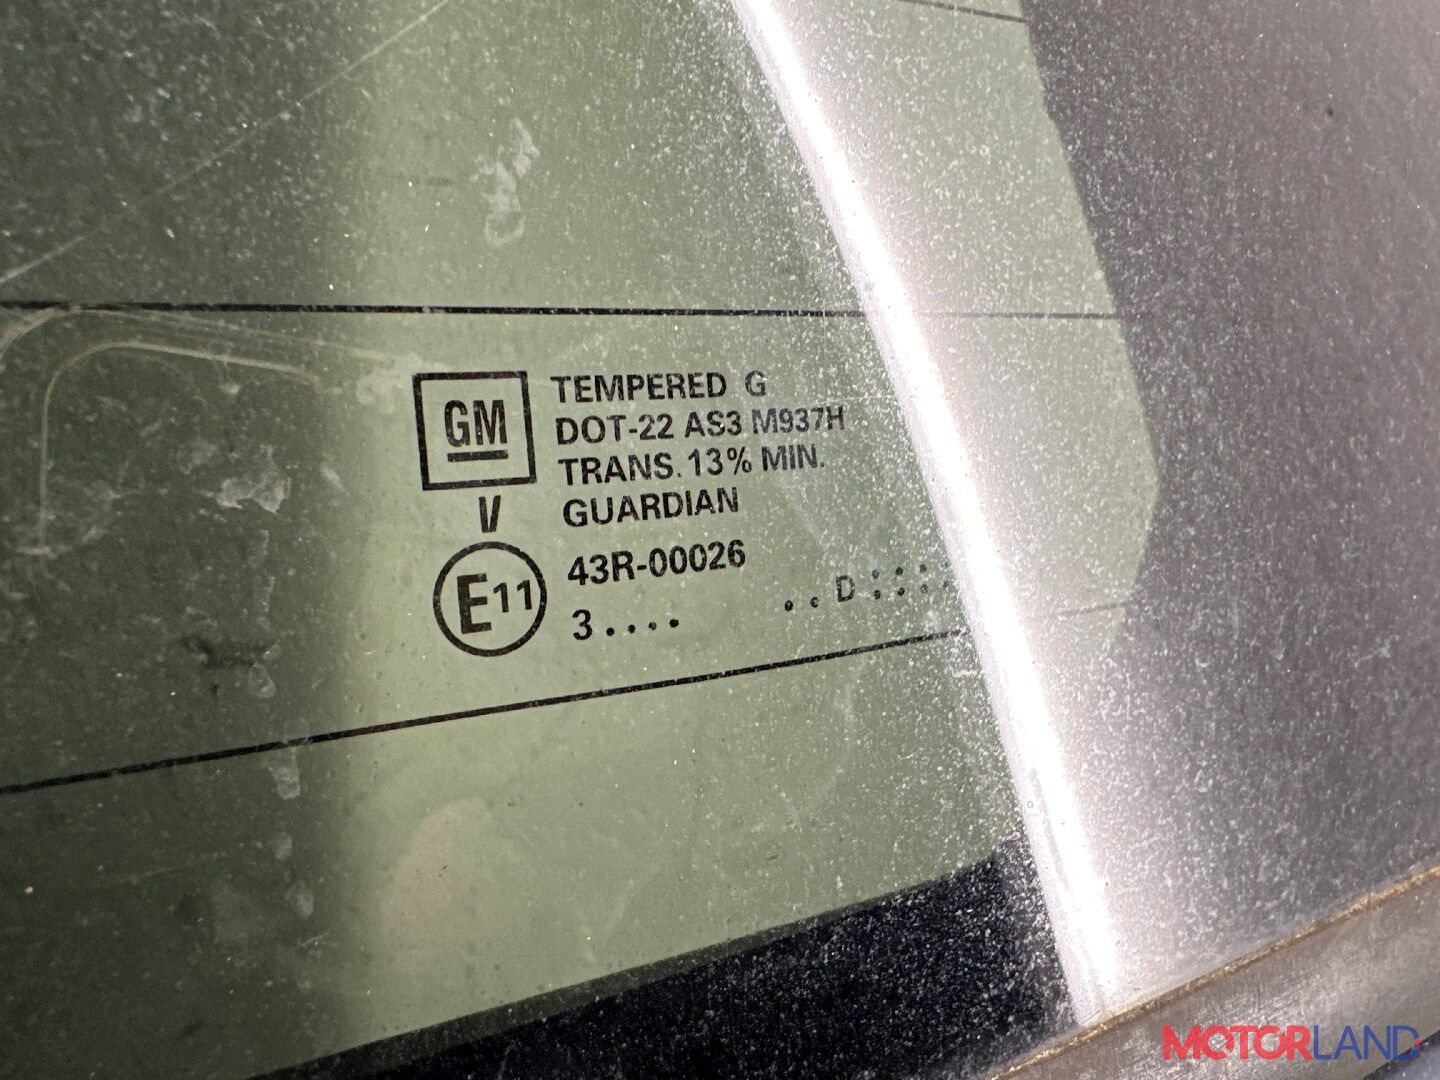 GM
TEMPERED G
DOT-22 AS3 M937H
TRANS. 13% MIN.
V GUARDIAN
E11 43R-00026
3.... ..D::::
MOTORLAND